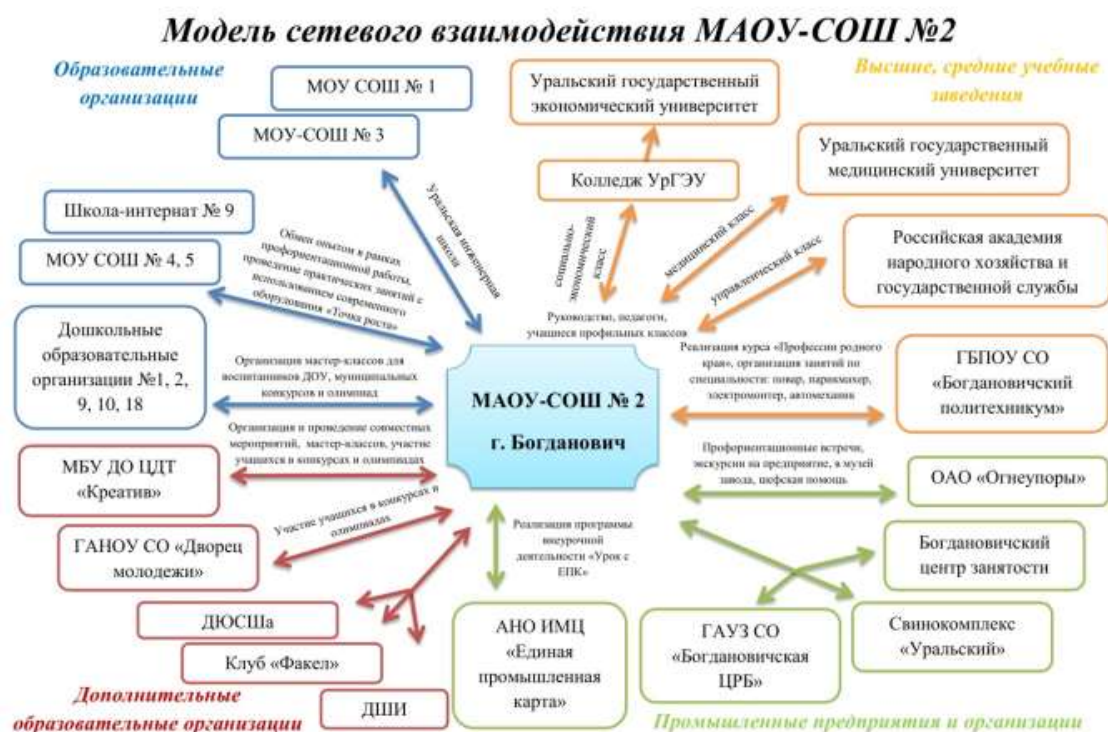 Модель сетевого взаимодействия МАОУ-СОШ №2
Образовательные
организации
МОУ СОШ № 1
МОУ-СОШ № 3
Школа-интернат № 9
МОУ СОШ № 4, 5
Дошкольные
образовательные
организации №1, 2,
9, 10, 18
Уральская инженерная
школа
Обмен опытом в рамках
профориентационной работы,
проведение практических занятий с
использованием современного
оборудования «Точка роста»
Организация мастер-классов для
воспитанников ДОУ, муниципальных
конкурсов и олимпиад
Высшие, средние учебные
заведения
Уральский государственный
экономический университет
Колледж УрГЭУ
Уральский государственный
медицинский университет
Российская академия
народного хозяйства и
государственной службы
ГБПОУ СО
«Богдановичский
политехникум»
социально-
экономический
класс
медицинский класс
управленческий класс
Руководство, педагоги,
учащиеся профильных классов
Реализация курса «Профессии родного
края», организация занятий по
специальности: повар, парикмахер,
электромонтер, автомеханик
МАОУ-СОШ № 2
г. Богданович
Организация и проведение совместных
мероприятий, мастер-классов, участие
учащихся в конкурсах и олимпиадах
МБУ ДО ЦДТ
«Креатив»
Участие учащихся в конкурсах и
олимпиадах
ГАНОУ СО «Дворец
молодежи»
ДЮСШа
Клуб «Факел»
ДШИ
Дополнительные
образовательные организации
Реализация программы
внеурочной
деятельности «Урок с
ЕПК»
АНО ИМЦ
«Единая
промышленная
карта»
Профориентационные встречи,
экскурсии на предприятие, в музей
завода, шефская помощь
ОАО «Огнеупоры»
Богдановичский
центр занятости
ГАУЗ СО
«Богдановичская
ЦРБ»
Свинокомплекс
«Уральский»
Промышленные предприятия и организации